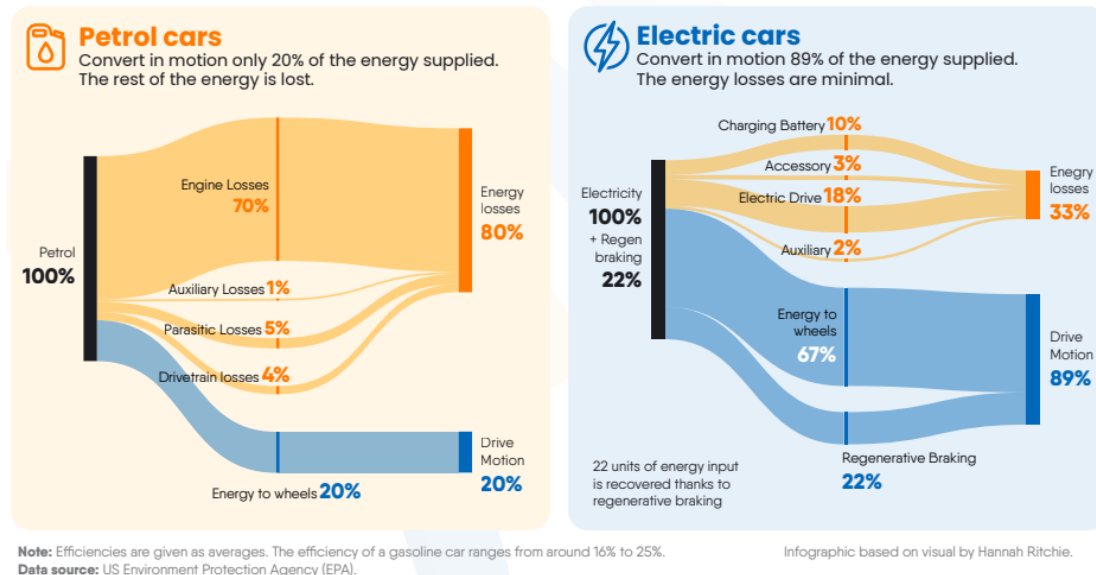 Petrol cars
Convert in motion only 20% of the energy supplied.
The rest of the energy is lost.
Engine Losses
70%
Petrol
100%
Auxiliary Losses 1%
Parasitic Losses 5%
Drivetrain losses 4%
Energy to wheels 20%
Energy
losses
80%
Drive
Motion
20%
Electric cars
Convert in motion 89% of the energy supplied.
The energy losses are minimal.
Charging Battery 10%
Accessory 3%
Electric Drive 18%
Auxiliary 2%
Electricity
100%
+ Regen
braking
22%
Energy to
wheels
67%
Regenerative Braking
22%
Enegry
losses
33%
Drive
Motion
89%
22 units of energy input
is recovered thanks to
regenerative braking
Note: Efficiencies are given as averages. The efficiency of a gasoline car ranges from around 16% to 25%.
Data source: US Environment Protection Agency (EPA).
Infographic based on visual by Hannah Ritchie.